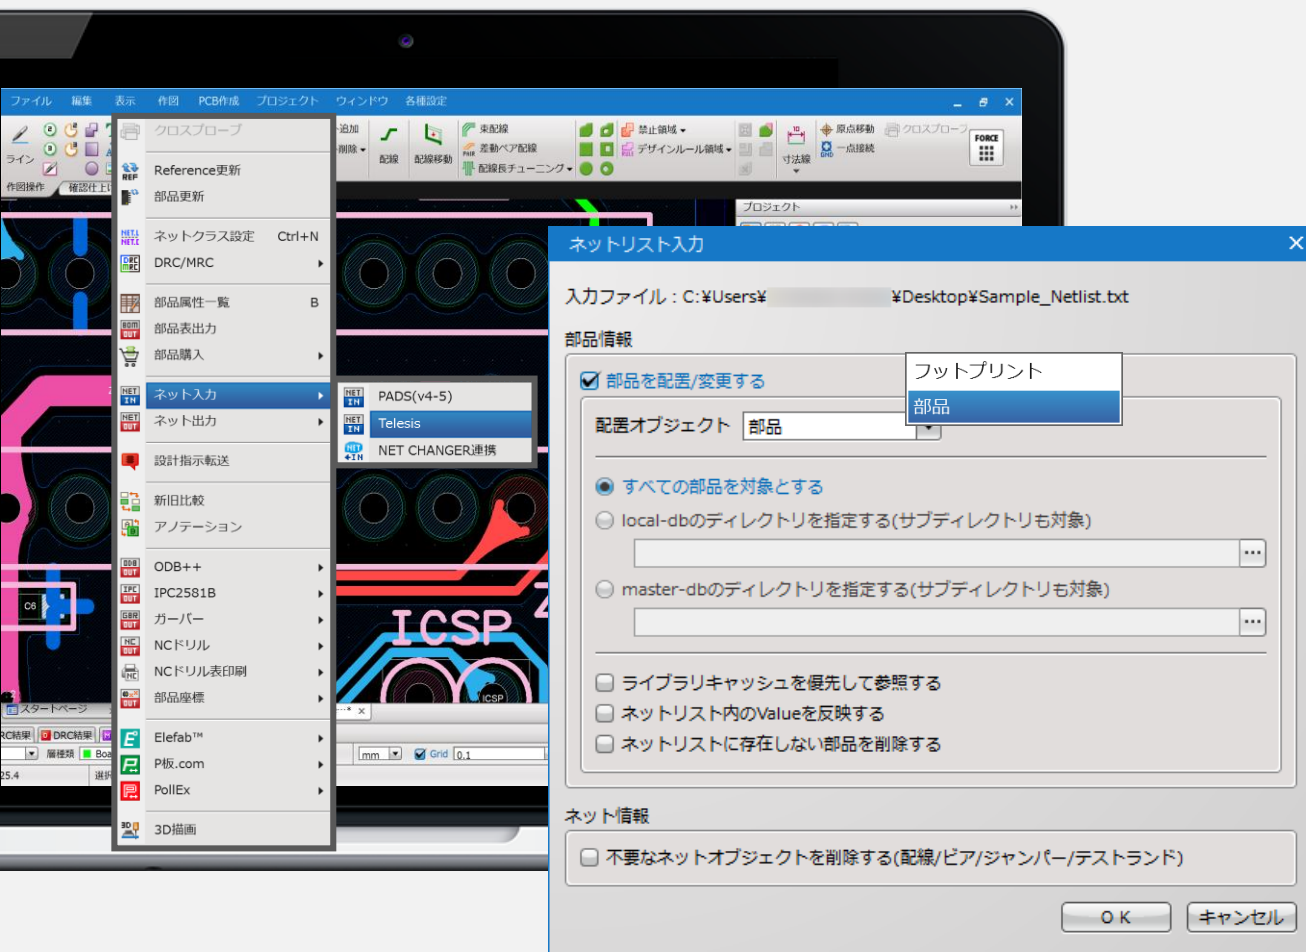 ファイル 編集 表示 作図 PCB作成 プロジェクト ウィンドウ 各種設定
ライン
作図操作
追加
削除
配線
配線移動
束配線
差動ペア配線
配線長チューニング
禁止領域
デザインルール領域
寸法線
原点移動
一点接続
クロスプローブ
FORCE
プロジェクト
クロスプローブ
Reference更新
部品更新
ネットクラス設定 Ctrl+N
DRC/MRC
部品属性一覧 B
部品表出力
部品購入
ネット入力
ネット出力
設計指示転送
新旧比較
アノテーション
ODB++
IPC2581B
ガーバー
NCドリル
NCドリル表印刷
部品座標
Elefab™
P板.com
PollEx
3D描画
PADS(v4-5)
Telesis
NET CHANGER連携
C6
ICSP
ICSP
スタートページ
RC結果 DRC結果
層種類 Boa
25.4
mm Grid 0.1
ネットリスト入力
入力ファイル : C:¥Users¥ ¥Desktop¥Sample_Netlist.txt
部品情報
部品を配置/変更する
配置オブジェクト 部品
フットプリント
部品
すべての部品を対象とする
local-dbのディレクトリを指定する(サブディレクトリも対象)
...
master-dbのディレクトリを指定する(サブディレクトリも対象)
...
ライブラリキャッシュを優先して参照する
ネットリスト内のValueを反映する
ネットリストに存在しない部品を削除する
ネット情報
不要なネットオブジェクトを削除する(配線/ビア/ジャンパー/テストランド)
OK キャンセル